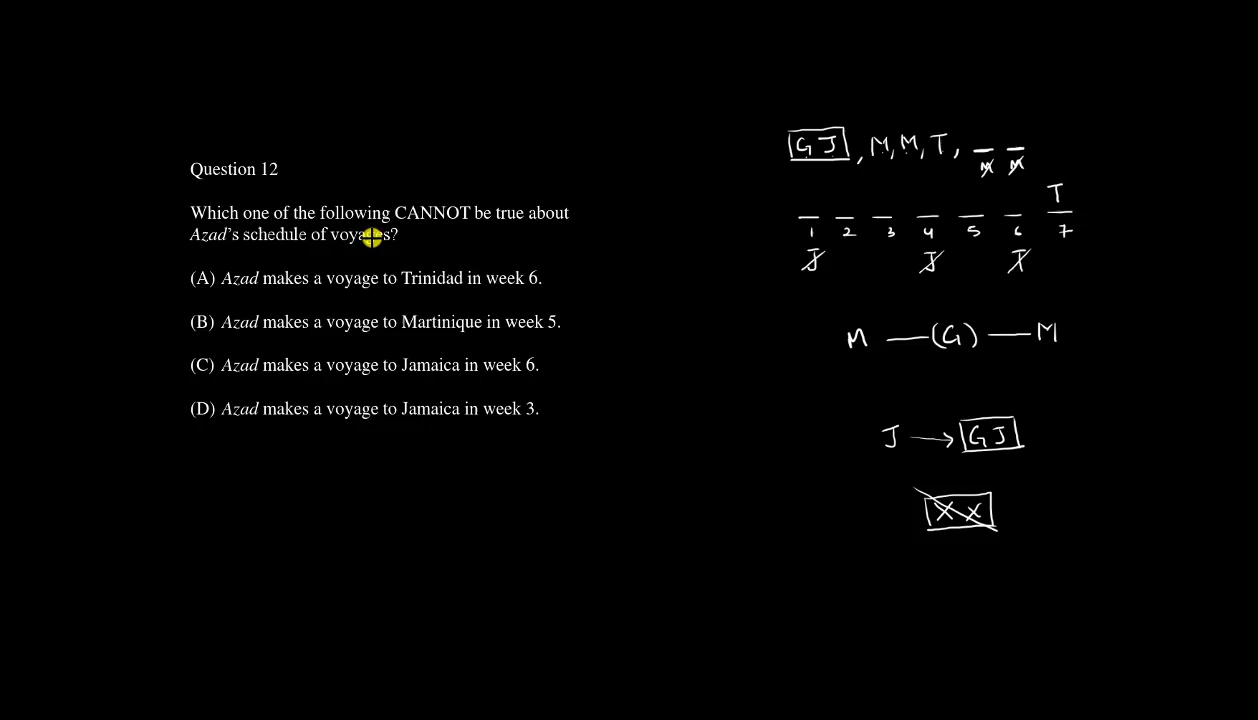 Question 12
Which one of the following CANNOT be true about
Azad's schedule of voyages?
(A) Azad makes a voyage to Trinidad in week 6.
(B) Azad makes a voyage to Martinique in week 5.
(C) Azad makes a voyage to Jamaica in week 6.
(D) Azad makes a voyage to Jamaica in week 3.
G J , M, M, T,
M M
T
1 2 3 4 5 6 7
J J T
M — (G) — M
J → G J
X X